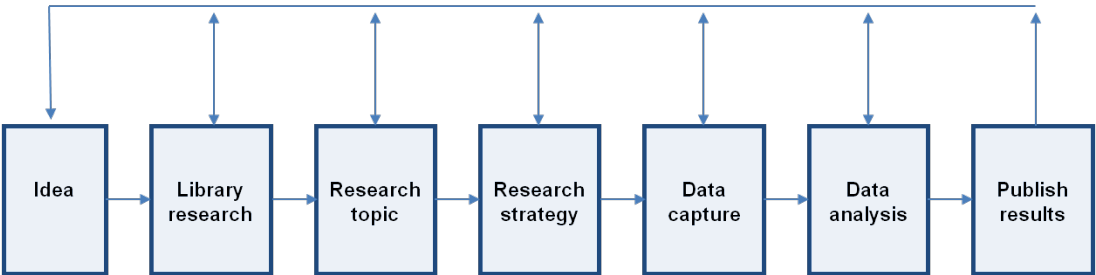 Idea
Library
research
Research
topic
Research
strategy
Data
capture
Data
analysis
Publish
results